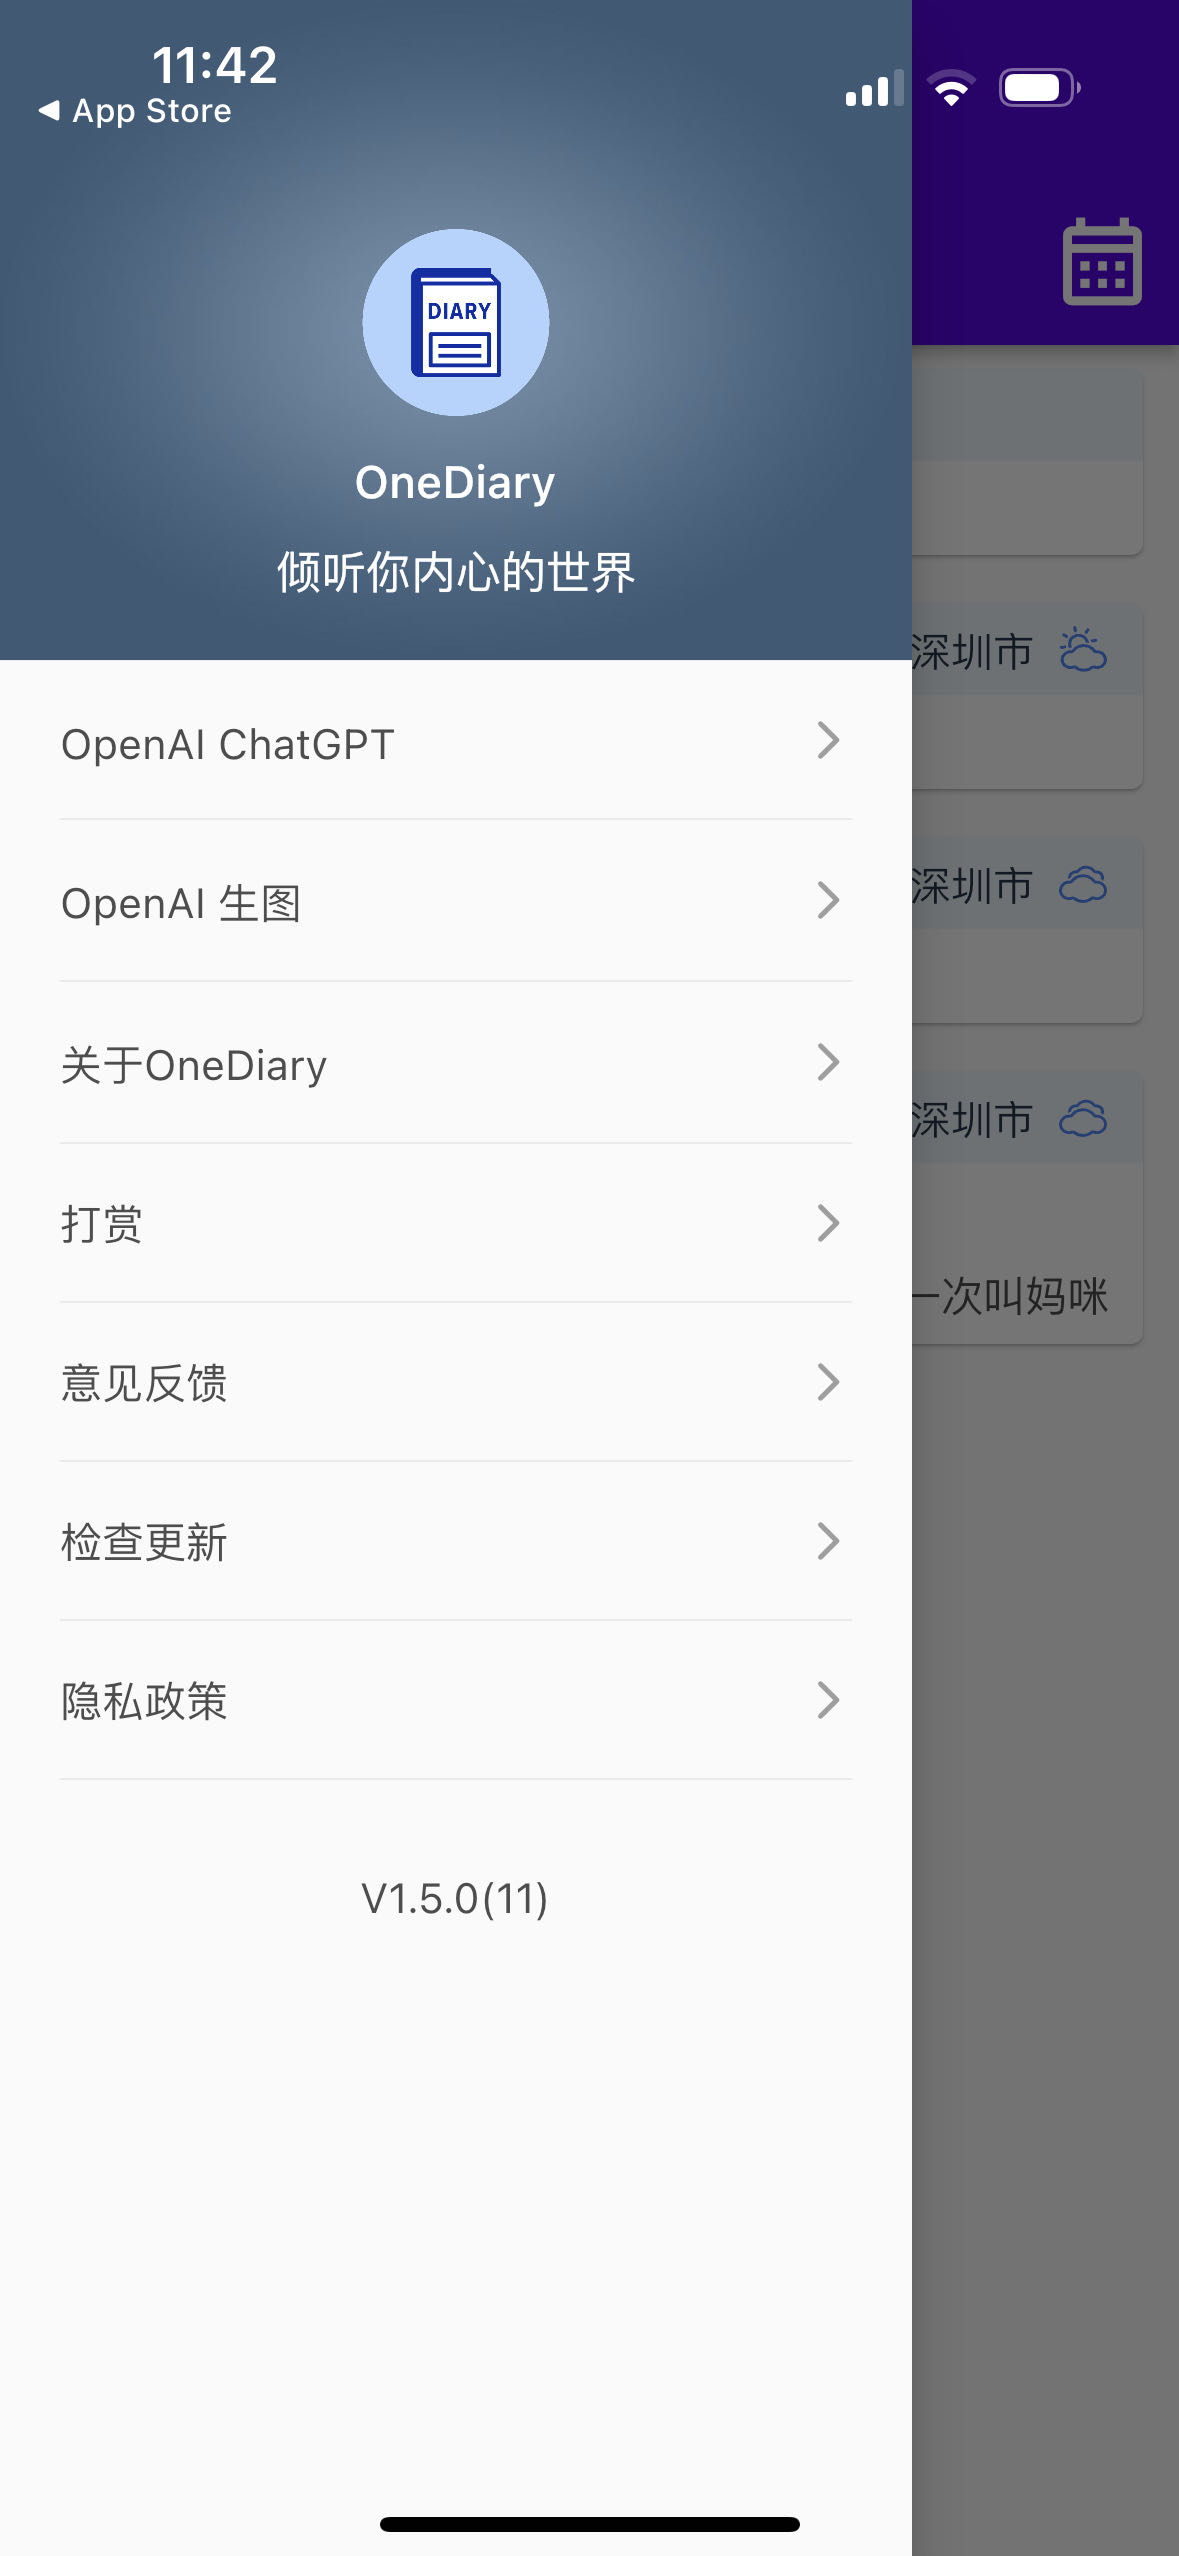 11:42
App Store
DIARY
OneDiary
倾听你内心的世界
深圳市
OpenAI ChatGPT
深圳市
OpenAI 生图
关于OneDiary
深圳市
打赏
一次叫妈咪
意见反馈
检查更新
隐私政策
V1.5.0(11)